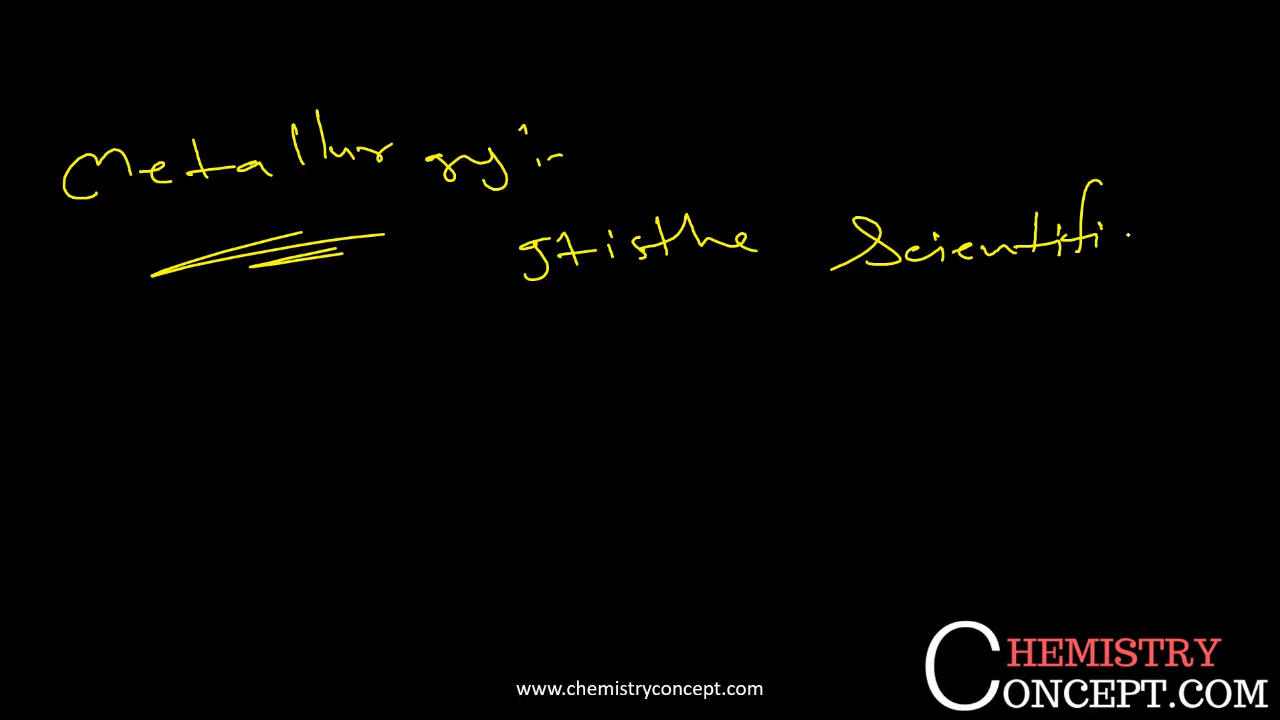 Metallurgy:-
It is the Scientifi
www.chemistryconcept.com
CHEMISTRY
CONCEPT.COM